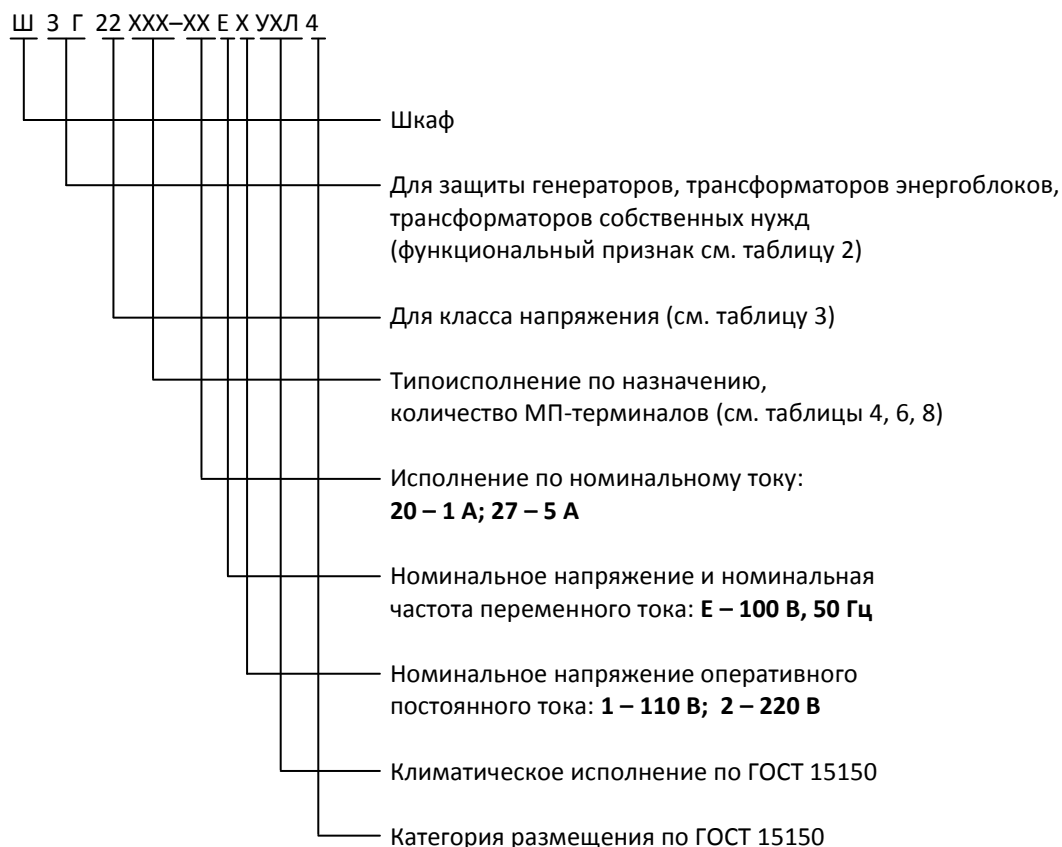 Ш З Г 22 ХХХ–ХХ Е Х УХЛ 4
Шкаф
Для защиты генераторов, трансформаторов энергоблоков,
трансформаторов собственных нужд
(функциональный признак см. таблицу 2)
Для класса напряжения (см. таблицу 3)
Типоисполнение по назначению,
количество МП-терминалов (см. таблицы 4, 6, 8)
Исполнение по номинальному току:
20 – 1 А; 27 – 5 А
Номинальное напряжение и номинальная
частота переменного тока: Е – 100 В, 50 Гц
Номинальное напряжение оперативного
постоянного тока: 1 – 110 В; 2 – 220 В
Климатическое исполнение по ГОСТ 15150
Категория размещения по ГОСТ 15150